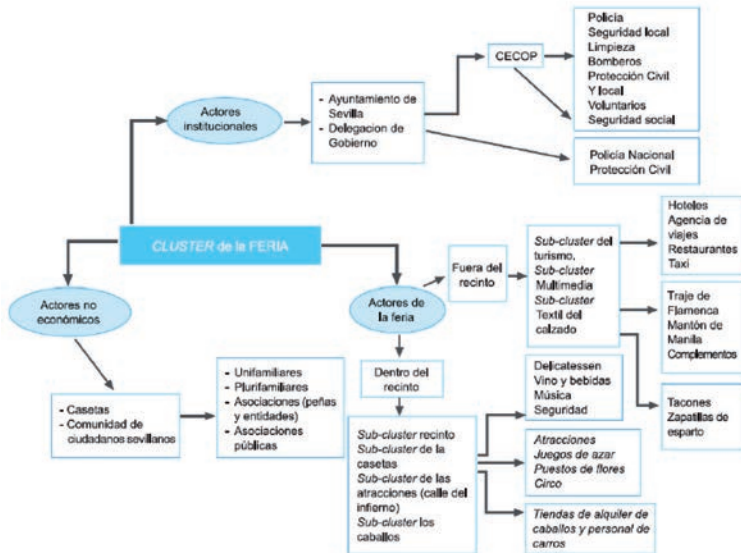 Policía
Seguridad local
Limpieza
Bomberos
Protección Civil
Y local
Voluntarios
Seguridad social
CECOP
Actores
institucionales
- Ayuntamiento de
Sevilla
- Delegacion de
Gobierno
Policía Nacional
Protección Civil
CLUSTER de la FERIA
Hoteles
Agencia de
viajes
Restaurantes
Taxi
Sub-cluster del
turismo,
Sub-cluster
Multimedia
Sub-cluster
Textil del
calzado
Fuera del
recinto
Actores no
económicos
Actores de
la feria
Traje de
Flamenca
Mantón de
Manila
Complementos
Dentro del
recinto
Delicatessen
Vino y bebidas
Música
Seguridad
- Unifamiliares
- Plurifamiliares
- Asociaciones (peñas
y entidades)
- Asociaciones
públicas
- Casetas
- Comunidad de
ciudadanos sevillanos
Tacones
Zapatillas de
esparto
Sub-cluster recinto
Sub-cluster de la
casetas
Sub-cluster de las
atracciones (calle del
infierno)
Sub-cluster los
caballos
Atracciones
Juegos de azar
Puestos de flores
Circo
Tiendas de alquiler de
caballos y personal de
carros